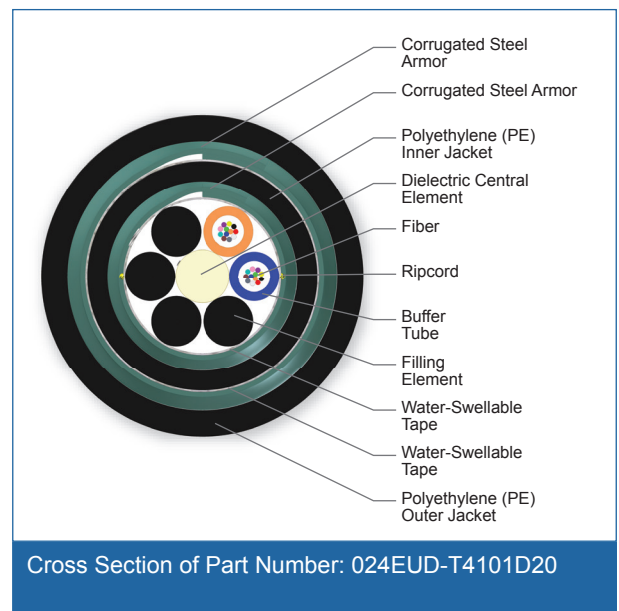 Corrugated Steel
Armor
Corrugated Steel Armor
Polyethylene (PE)
Inner Jacket
Dielectric Central
Element
Fiber
Ripcord
Buffer
Tube
Filling
Element
Water-Swellable
Tape
Water-Swellable
Tape
Polyethylene (PE)
Outer Jacket
Cross Section of Part Number: 024EUD-T4101D20